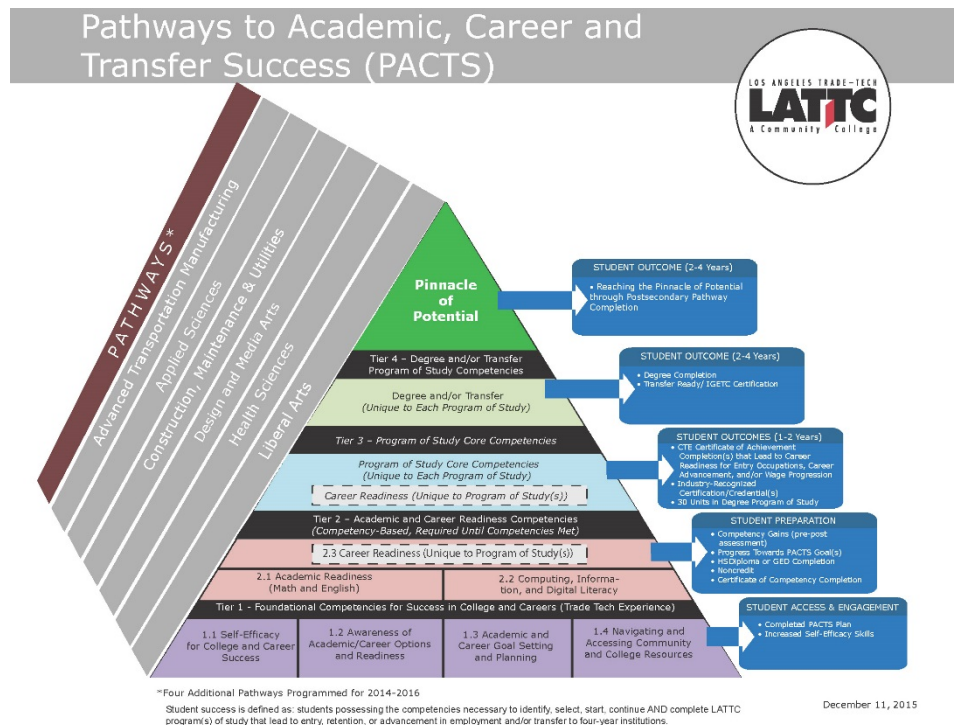 Pathways to Academic, Career and
Transfer Success (PACTS)
LOS ANGELES TRADE-TECH
LATTC
A Community College
PATHWAYS*
Advanced Transportation Manufacturing
Applied Sciences
Construction, Maintenance & Utilities
Design and Media Arts
Health Sciences
Liberal Arts
Pinnacle
of
Potential
STUDENT OUTCOME (2-4 Years)
• Reaching the Pinnacle of Potential
through Postsecondary Pathway
Completion
Tier 4 – Degree and/or Transfer
Program of Study Competencies
Degree and/or Transfer
(Unique to Each Program of Study)
STUDENT OUTCOME (2-4 Years)
• Degree Completion
• Transfer Ready/ IGETC Certification
Tier 3 – Program of Study Core Competencies
Program of Study Core Competencies
(Unique to Each Program of Study)
Career Readiness (Unique to Program of Study(s))
STUDENT OUTCOMES (1-2 Years)
• CTE Certificate of Achievement
Completion(s) that Lead to Career
Readiness for Entry Occupations, Career
Advancement, and/or Wage Progression
• Industry-Recognized
Certification/Credential(s)
• 30 Units in Degree Program of Study
Tier 2 – Academic and Career Readiness Competencies
(Competency-Based, Required Until Competencies Met)
2.3 Career Readiness (Unique to Program of Study(s))
2.1 Academic Readiness
(Math and English)
2.2 Computing, Informa-
tion, and Digital Literacy
STUDENT PREPARATION
• Competency Gains (pre-post
assessment)
• Progress Towards PACTS Goal(s)
• HSDiploma or GED Completion
• Noncredit
• Certificate of Competency Completion
Tier 1 - Foundational Competencies for Success in College and Careers (Trade Tech Experience)
1.1 Self-Efficacy
for College and Career
Success
1.2 Awareness of
Academic/Career Options
and Readiness
1.3 Academic and
Career Goal Setting
and Planning
1.4 Navigating and
Accessing Community
and College Resources
STUDENT ACCESS & ENGAGEMENT
• Completed PACTS Plan
• Increased Self-Efficacy Skills
*Four Additional Pathways Programmed for 2014-2016
Student success is defined as: students possessing the competencies necessary to identify, select, start, continue AND complete LATTC
program(s) of study that lead to entry, retention, or advancement in employment and/or transfer to four-year institutions.
December 11, 2015